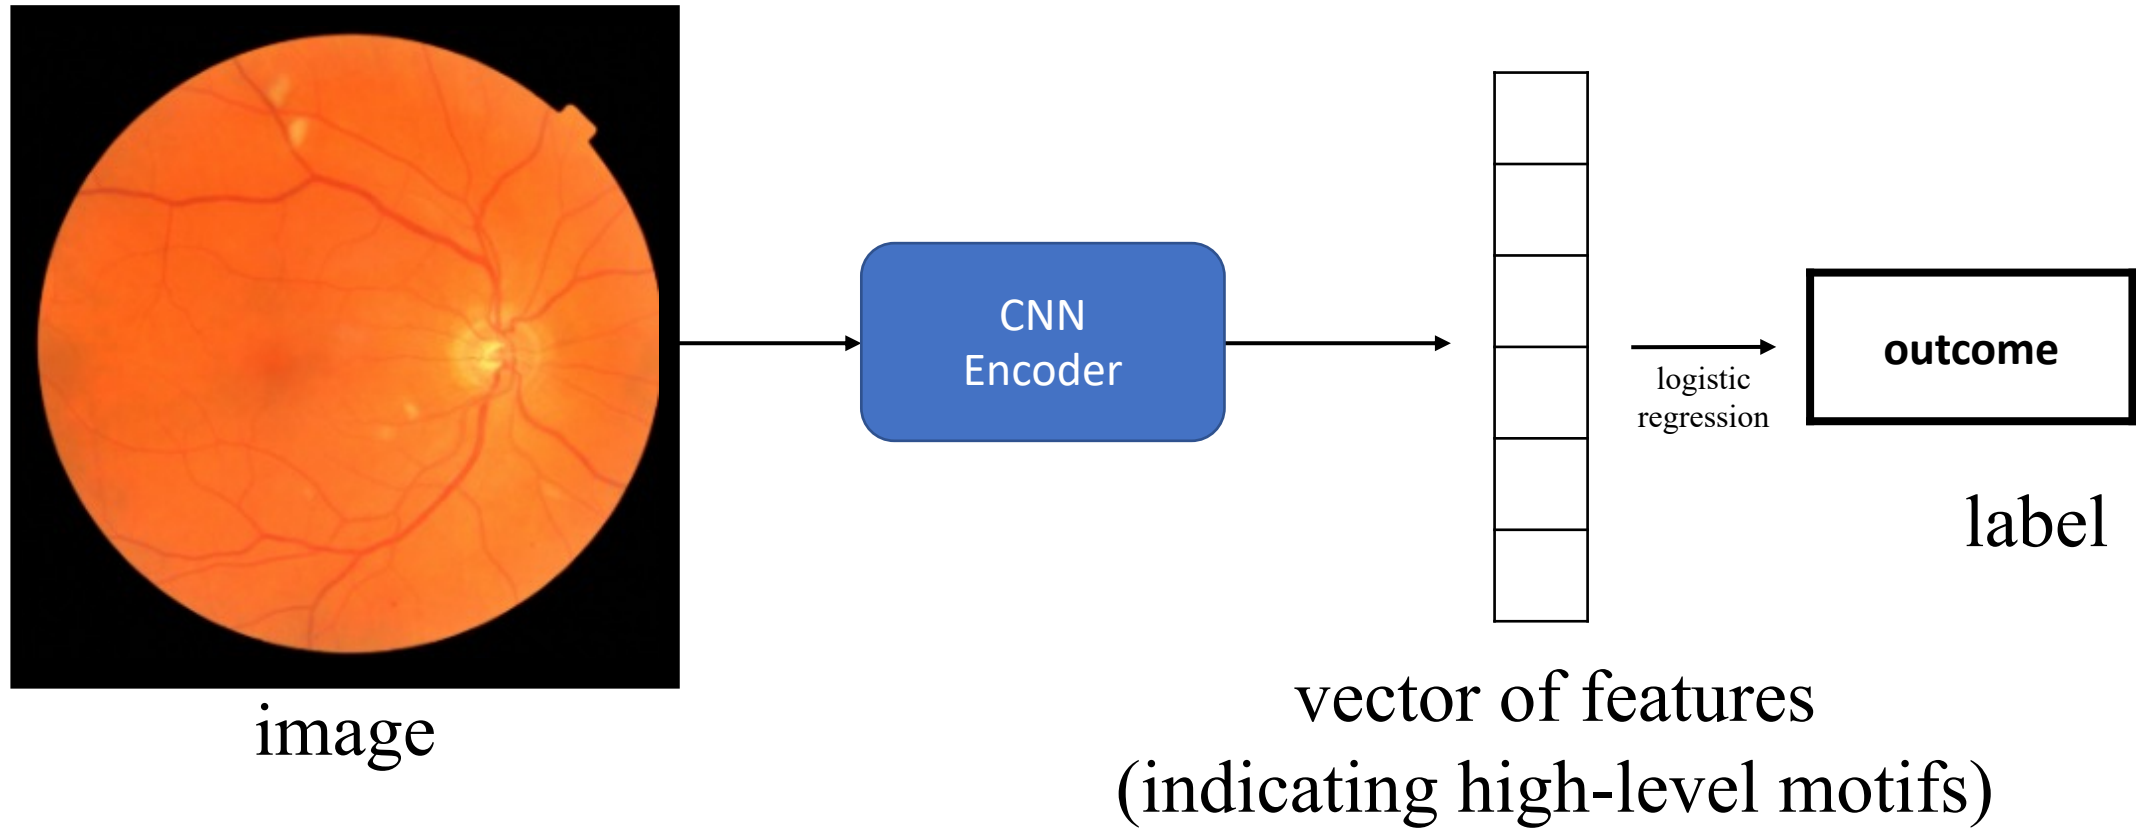 image
CNN
Encoder
vector of features
(indicating high-level motifs)
logistic
regression
outcome
label